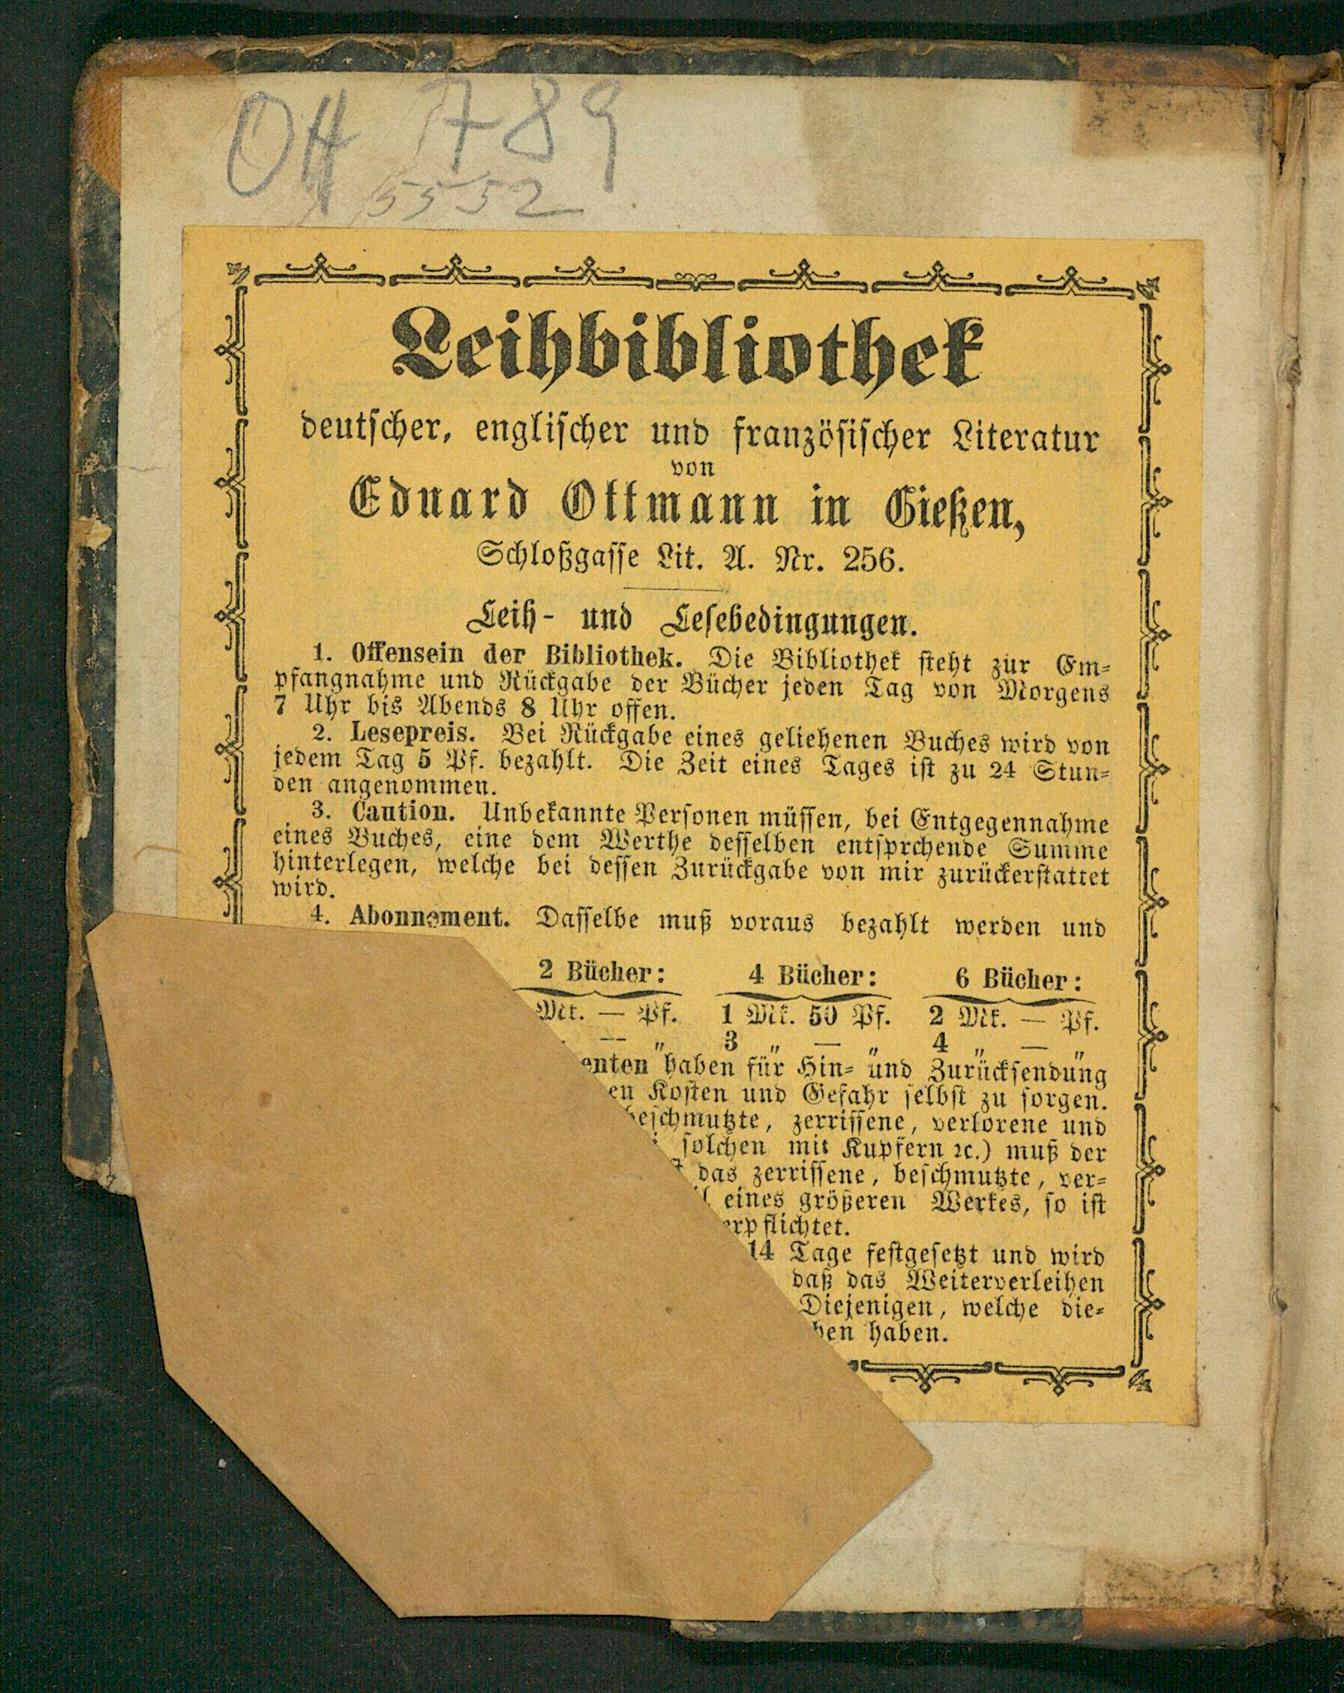 OH 789
5552
Leihbibliothek
deutscher, englischer und französischer Literatur
von
Eduard Ottmann in Gießen,
Schloßgasse Lit. A. Nr. 256.
Leih- und Lesebedingungen.
1. Offensein der Bibliothek. Die Bibliothek steht zur Em-
pfangnahme und Rückgabe der Bücher jeden Tag von Morgens
7 Uhr bis Abends 8 Uhr offen.
2. Lesepreis. Bei Rückgabe eines geliehenen Buches wird von
jedem Tag 5 Pf. bezahlt. Die Zeit eines Tages ist zu 24 Stun-
den angenommen.
3. Caution. Unbekannte Personen müssen, bei Entgegennahme
eines Buches, eine dem Werthe desselben entsprchende Summe
hinterlegen, welche bei dessen Zurückgabe von mir zurückerstattet
wird.
4. Abonnement. Dasselbe muß voraus bezahlt werden und
2 Bücher: 4 Bücher: 6 Bücher:
Mk. — Pf. 1 Mk. 50 Pf. 2 Mk. — Pf.
— „ 3 „ — „ 4 „ — „
enten haben für Hin- und Zurücksendung
en Kosten und Gefahr selbst zu sorgen.
beschmutzte, zerrissene, verlorene und
solchen mit Kupfern ꝛc.) muß der
das zerrissene, beschmutzte, ver-
eines größeren Werkes, so ist
erpflichtet.
14 Tage festgesetzt und wird
daß das Weiterverleihen
Diejenigen, welche die-
ben haben.